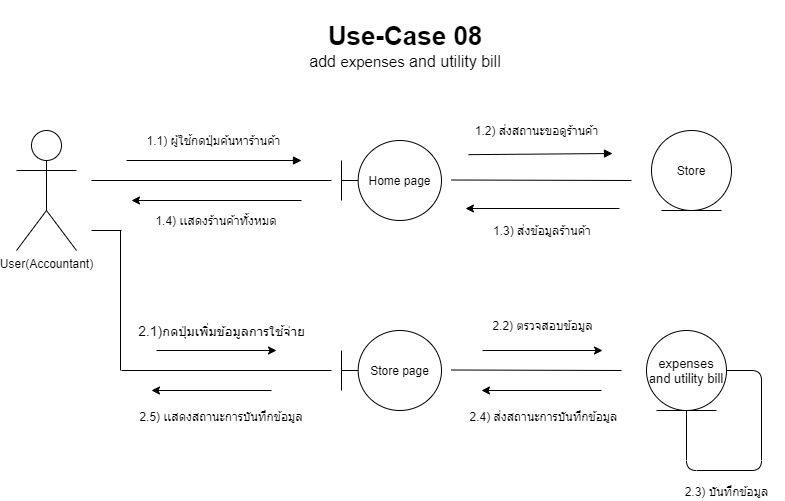 Use-Case 08
add expenses and utility bill
1.1) ผู้ใช้กดปุ่มค้นหาร้านค้า
1.2) ส่งสถานะขอดูร้านค้า
Home page
Store
1.4) แสดงร้านค้าทั้งหมด
1.3) ส่งข้อมูลร้านค้า
User(Accountant)
2.1)กดปุ่มเพิ่มข้อมูลการใช้จ่าย
2.2) ตรวจสอบข้อมูล
Store page
expenses
and utility bill
2.5) แสดงสถานะการบันทึกข้อมูล
2.4) ส่งสถานะการบันทึกข้อมูล
2.3) บันทึกข้อมูล